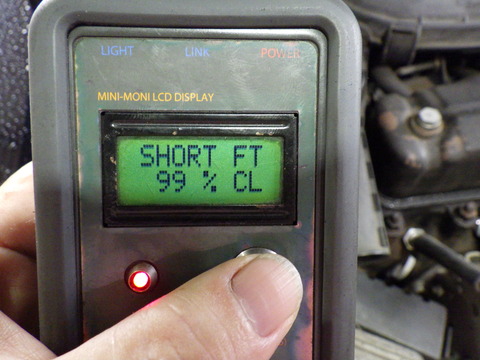 LIGHT LINK POWER
MINI-MONI LCD DISPLAY
SHORT FT
99 % CL